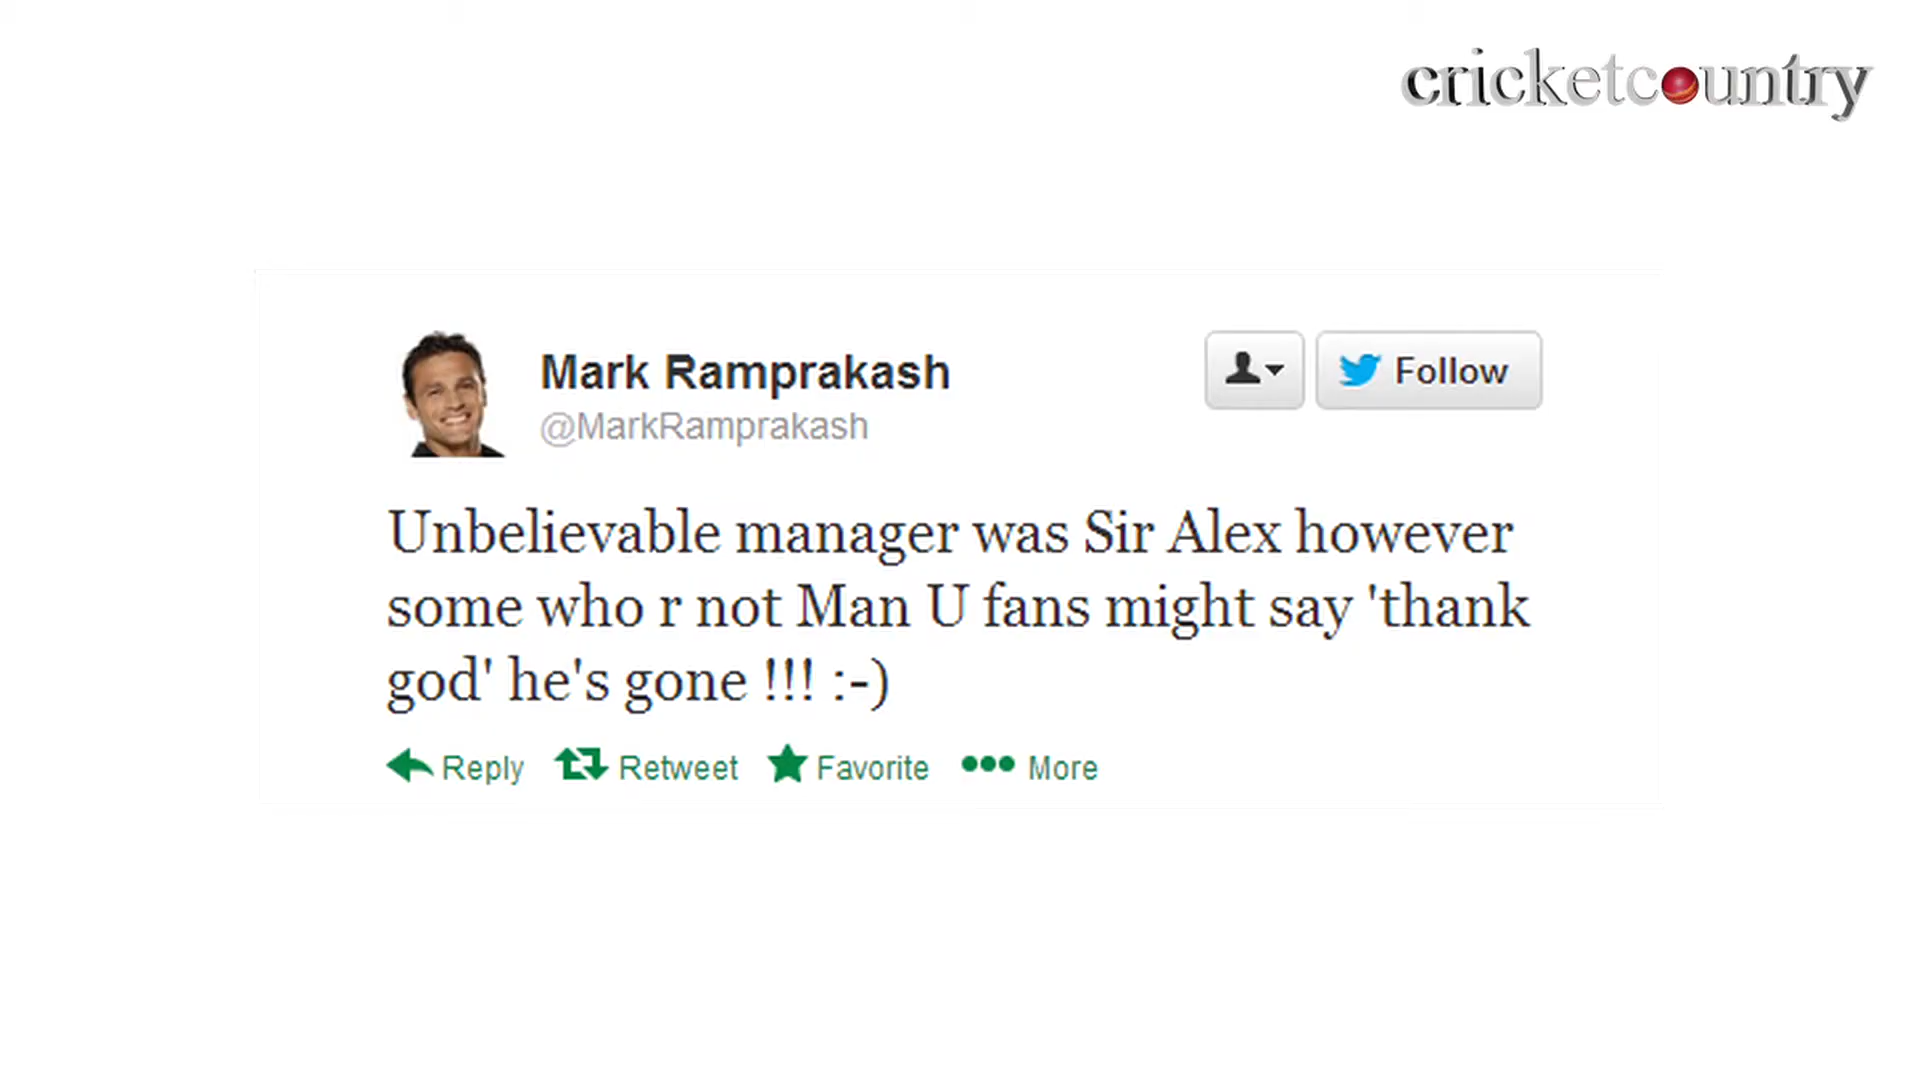 cricketcountry
Mark Ramprakash
@MarkRamprakash
Follow
Unbelievable manager was Sir Alex however
some who r not Man U fans might say 'thank
god' he's gone !!! :-)
Reply Retweet Favorite More